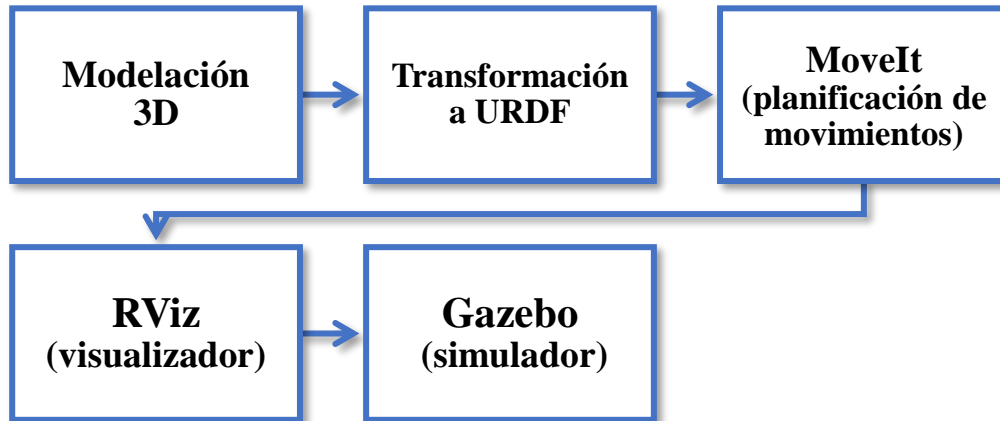 Modelación
3D
Transformación
a URDF
MoveIt
(planificación de
movimientos)
RViz
(visualizador)
Gazebo
(simulador)